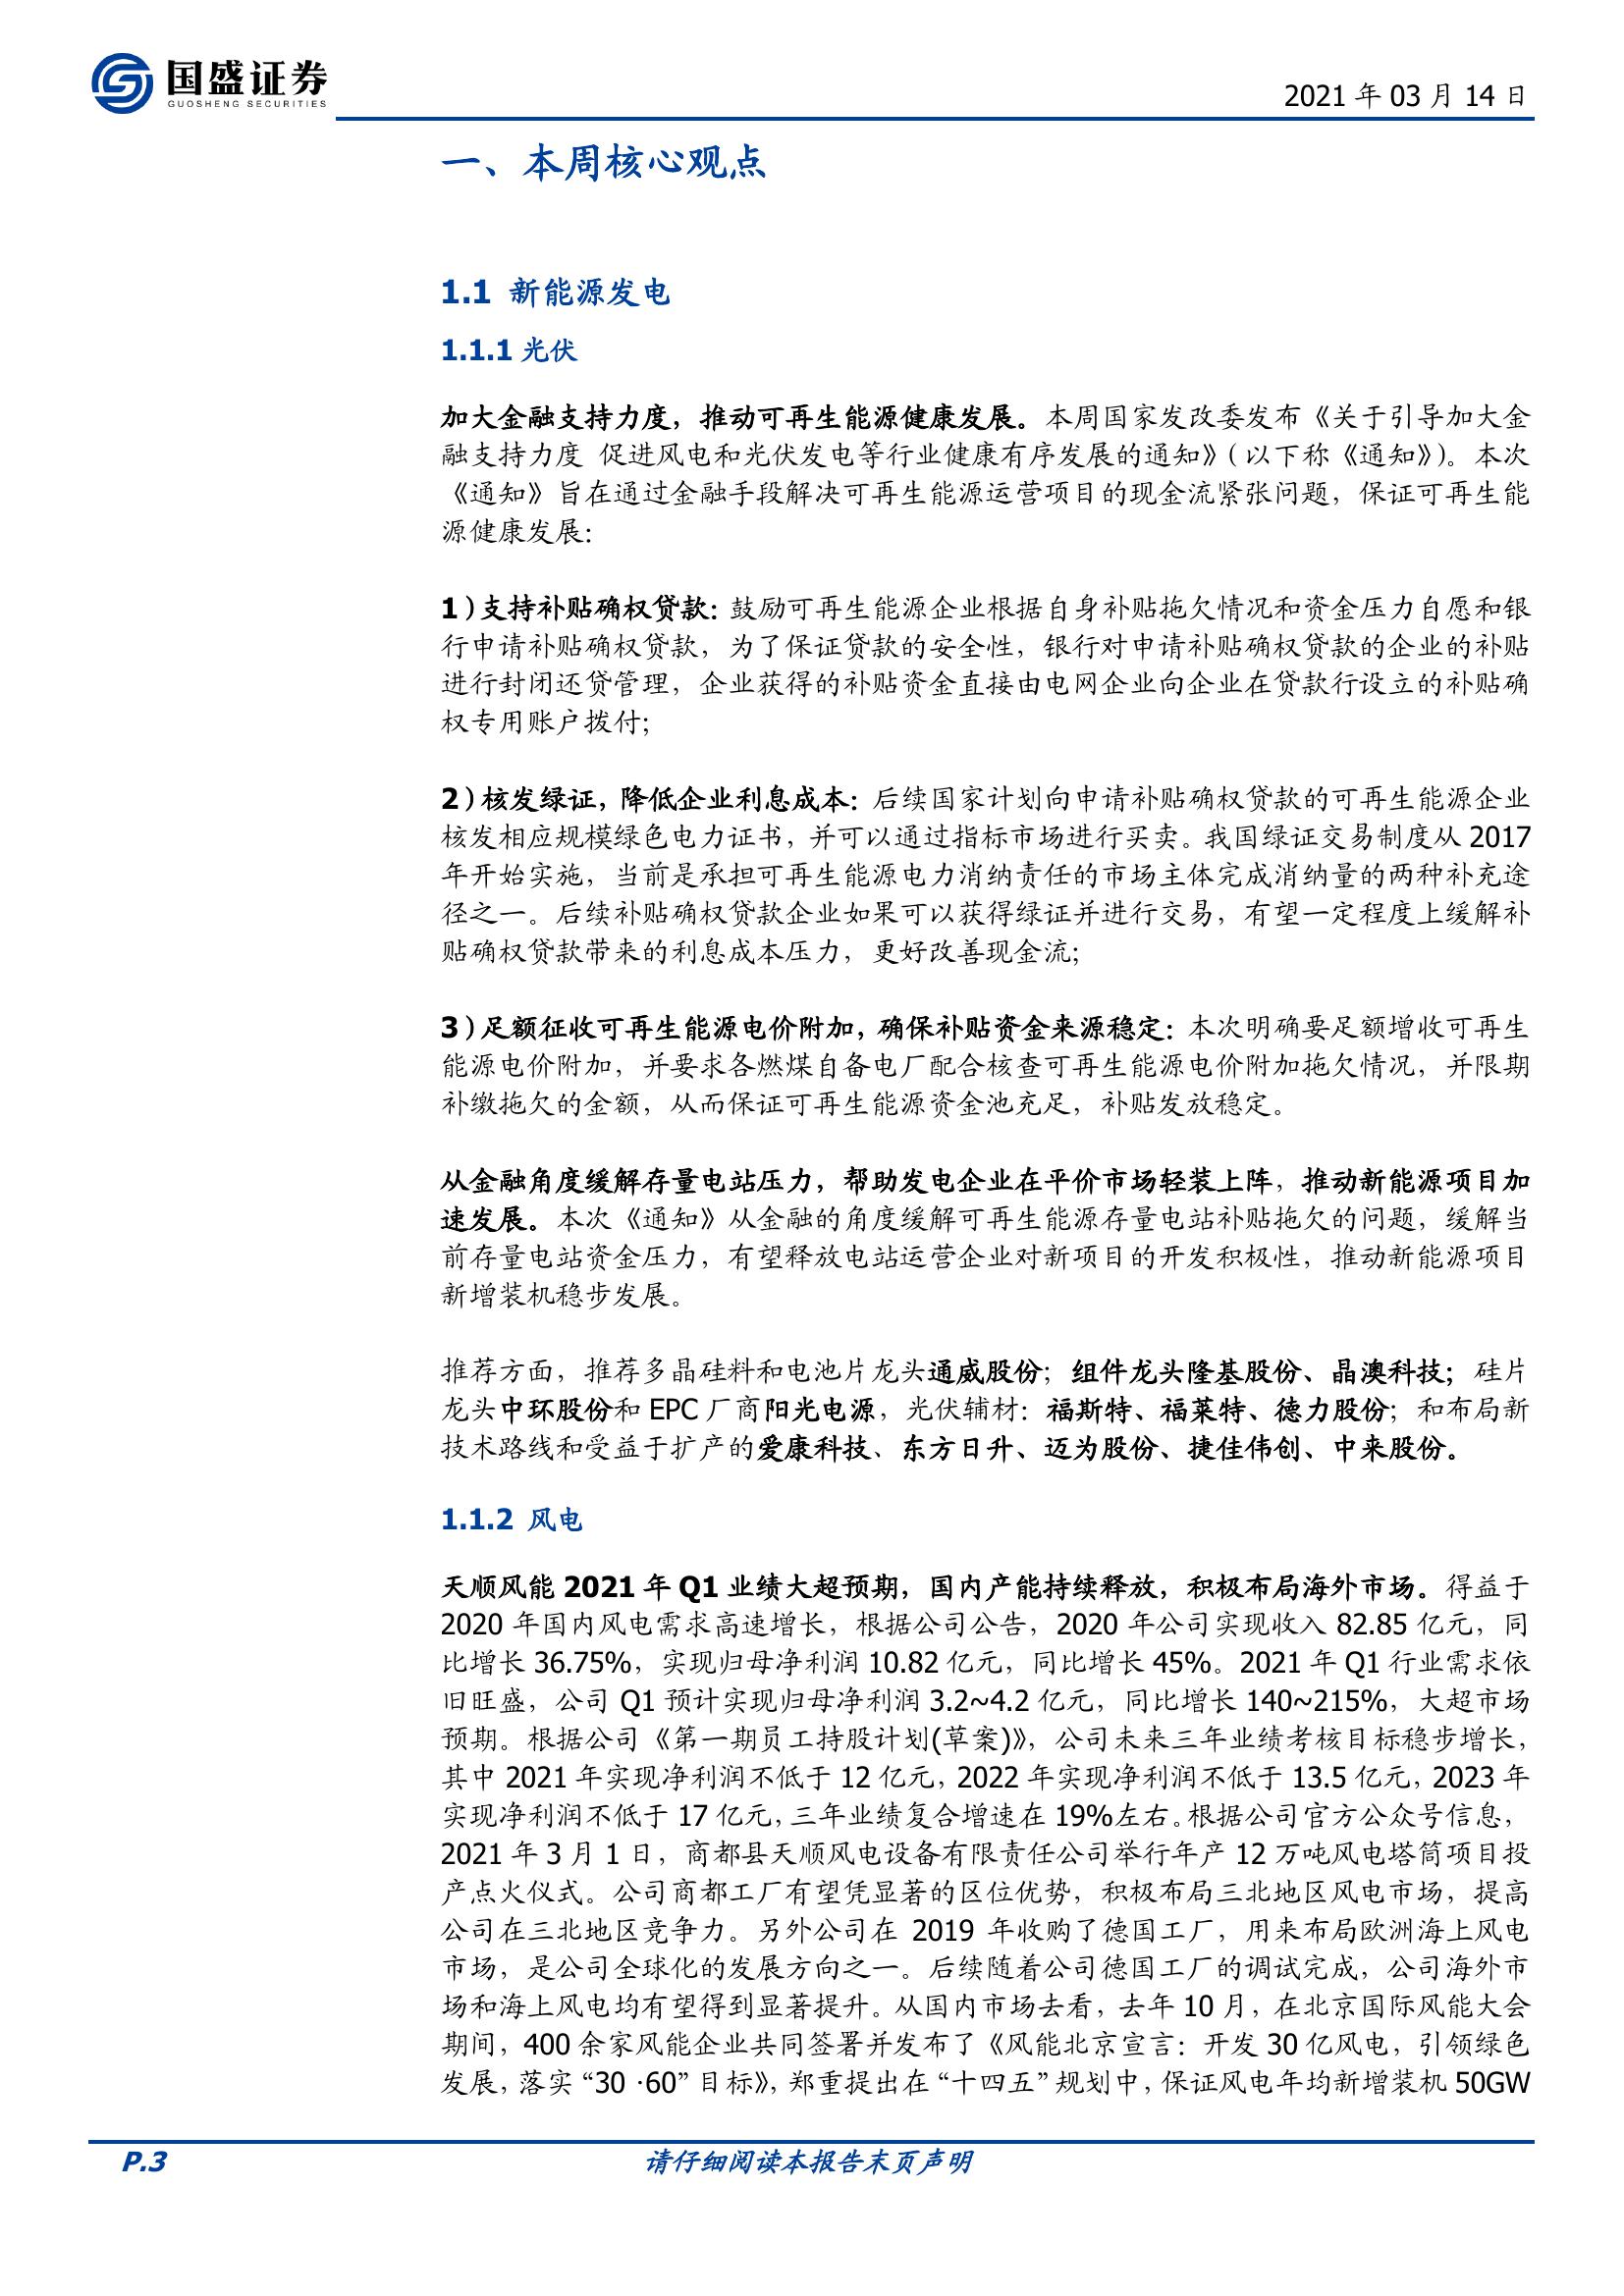 国盛证券
GUOSHENG SECURITIES
2021 年 03 月 14 日
一、本周核心观点
1.1 新能源发电
1.1.1 光伏
加大金融支持力度，推动可再生能源健康发展。本周国家发改委发布《关于引导加大金
融支持力度 促进风电和光伏发电等行业健康有序发展的通知》（以下称《通知》）。本次
《通知》旨在通过金融手段解决可再生能源运营项目的现金流紧张问题，保证可再生能
源健康发展：
1）支持补贴确权贷款：鼓励可再生能源企业根据自身补贴拖欠情况和资金压力自愿和银
行申请补贴确权贷款，为了保证贷款的安全性，银行对申请补贴确权贷款的企业的补贴
进行封闭还贷管理，企业获得的补贴资金直接由电网企业向企业在贷款行设立的补贴确
权专用账户拨付；
2）核发绿证，降低企业利息成本：后续国家计划向申请补贴确权贷款的可再生能源企业
核发相应规模绿色电力证书，并可以通过指标市场进行买卖。我国绿证交易制度从 2017
年开始实施，当前是承担可再生能源电力消纳责任的市场主体完成消纳量的两种补充途
径之一。后续补贴确权贷款企业如果可以获得绿证并进行交易，有望一定程度上缓解补
贴确权贷款带来的利息成本压力，更好改善现金流；
3）足额征收可再生能源电价附加，确保补贴资金来源稳定：本次明确要足额增收可再生
能源电价附加，并要求各燃煤自备电厂配合核查可再生能源电价附加拖欠情况，并限期
补缴拖欠的金额，从而保证可再生能源资金池充足，补贴发放稳定。
从金融角度缓解存量电站压力，帮助发电企业在平价市场轻装上阵，推动新能源项目加
速发展。本次《通知》从金融的角度缓解可再生能源存量电站补贴拖欠的问题，缓解当
前存量电站资金压力，有望释放电站运营企业对新项目的开发积极性，推动新能源项目
新增装机稳步发展。
推荐方面，推荐多晶硅料和电池片龙头通威股份；组件龙头隆基股份、晶澳科技；硅片
龙头中环股份和 EPC 厂商阳光电源，光伏辅材：福斯特、福莱特、德力股份；和布局新
技术路线和受益于扩产的爱康科技、东方日升、迈为股份、捷佳伟创、中来股份。
1.1.2 风电
天顺风能 2021 年 Q1 业绩大超预期，国内产能持续释放，积极布局海外市场。得益于
2020 年国内风电需求高速增长，根据公司公告，2020 年公司实现收入 82.85 亿元，同
比增长 36.75%，实现归母净利润 10.82 亿元，同比增长 45%。2021 年 Q1 行业需求依
旧旺盛，公司 Q1 预计实现归母净利润 3.2~4.2 亿元，同比增长 140~215%，大超市场
预期。根据公司《第一期员工持股计划(草案)》，公司未来三年业绩考核目标稳步增长，
其中 2021 年实现净利润不低于 12 亿元，2022 年实现净利润不低于 13.5 亿元，2023 年
实现净利润不低于 17 亿元，三年业绩复合增速在 19%左右。根据公司官方公众号信息，
2021 年 3 月 1 日，商都县天顺风电设备有限责任公司举行年产 12 万吨风电塔筒项目投
产点火仪式。公司商都工厂有望凭显著的区位优势，积极布局三北地区风电市场，提高
公司在三北地区竞争力。另外公司在 2019 年收购了德国工厂，用来布局欧洲海上风电
市场，是公司全球化的发展方向之一。后续随着公司德国工厂的调试完成，公司海外市
场和海上风电均有望得到显著提升。从国内市场去看，去年 10 月，在北京国际风能大会
期间，400 余家风能企业共同签署并发布了《风能北京宣言：开发 30 亿风电，引领绿色
发展，落实“30·60”目标》，郑重提出在“十四五”规划中，保证风电年均新增装机 50GW
P.3
请仔细阅读本报告末页声明